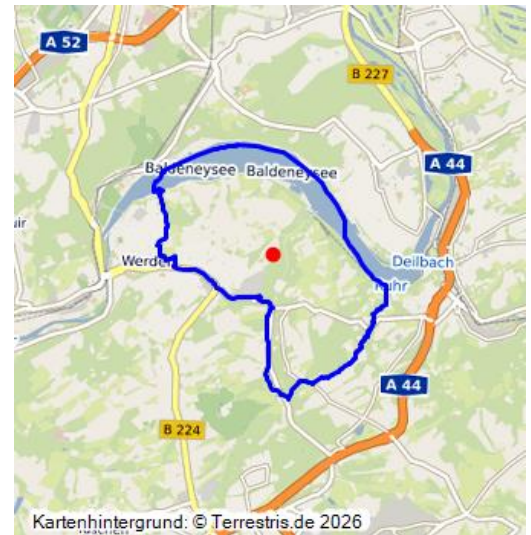 A 52
B 227
A 44
Baldeneysee Baldeneysee
Werden
Deilbach
Ruhr
A 44
B 224
Kartenhintergrund: © Terrestris.de 2026